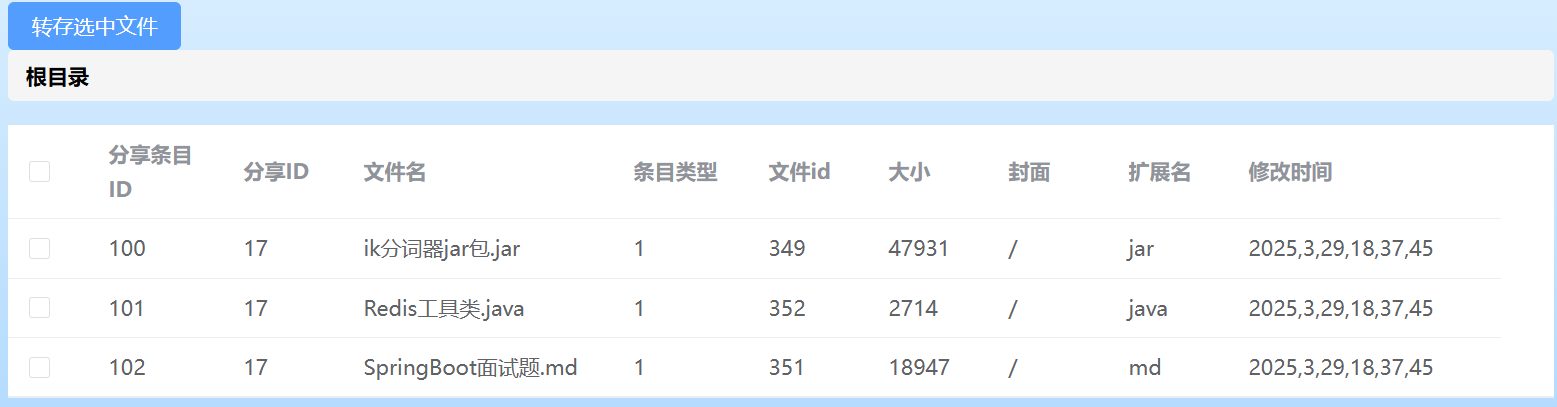 转存选中文件
根目录
分享条目ID 分享ID 文件名 条目类型 文件id 大小 封面 扩展名 修改时间
100 17 ik分词器jar包.jar 1 349 47931 / jar 2025,3,29,18,37,45
101 17 Redis工具类.java 1 352 2714 / java 2025,3,29,18,37,45
102 17 SpringBoot面试题.md 1 351 18947 / md 2025,3,29,18,37,45